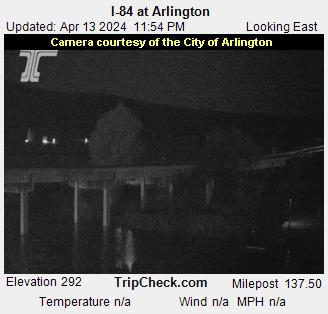 I-84 at Arlington
Updated: Apr 13 2024 11:54 PM Looking East
Camera courtesy of the City of Arlington
Elevation 292 TripCheck.com Milepost 137.50
Temperature n/a Wind n/a MPH n/a